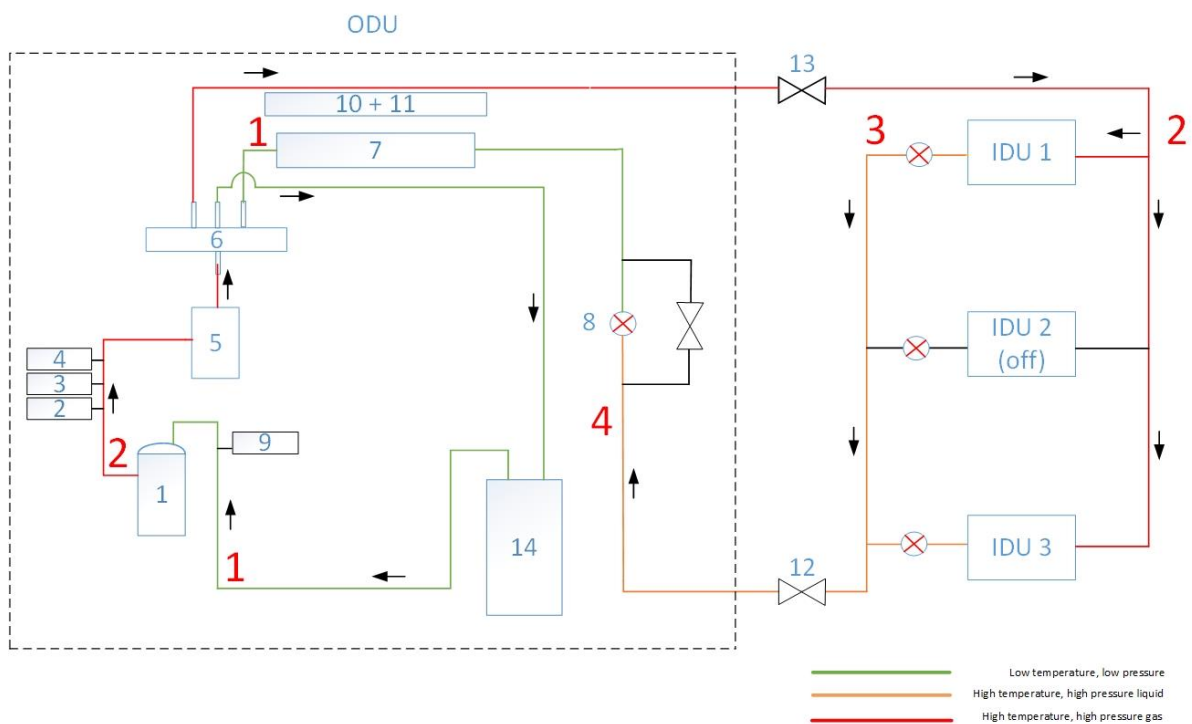 ODU
13
10 + 11
1
7
3
IDU 1
2
6
8
IDU 2
(off)
5
4
3
2
4
2
9
1
14
1
IDU 3
12
Low temperature, low pressure
High temperature, high pressure liquid
High temperature, high pressure gas